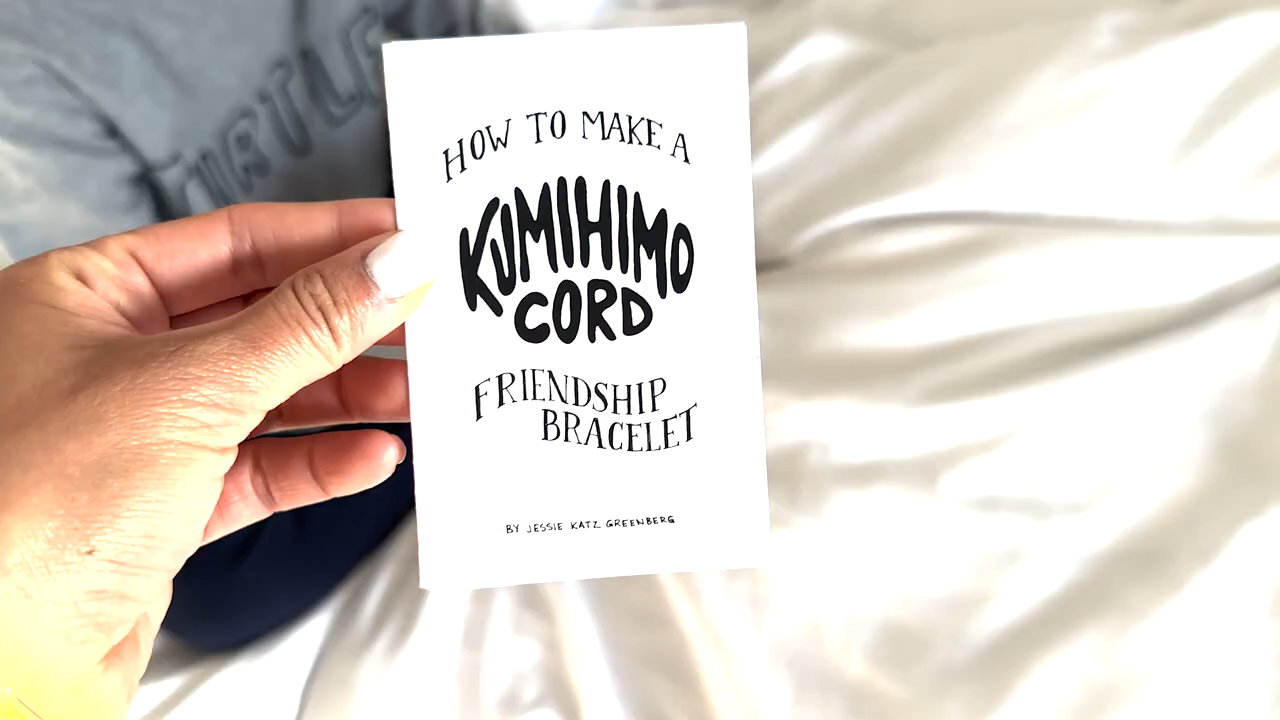 HOW TO MAKE A
KUMIHIMO
CORD
FRIENDSHIP
BRACELET
BY JESSIE KATZ GREENBERG